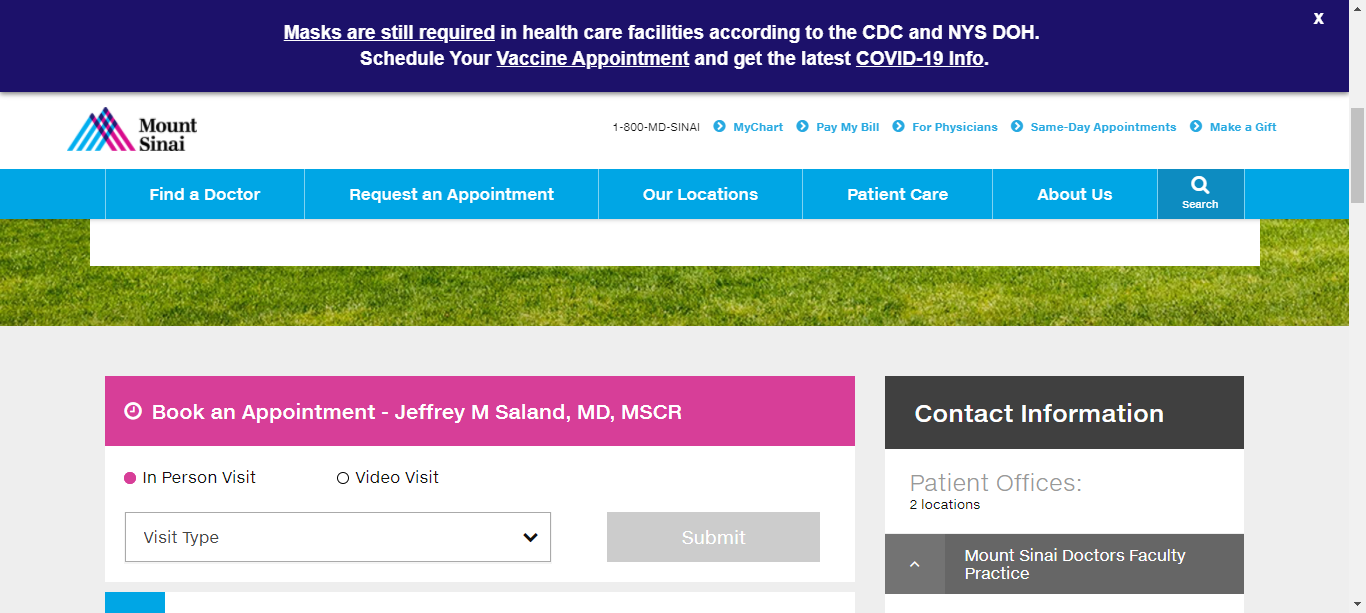 Masks are still required in health care facilities according to the CDC and NYS DOH.
Schedule Your Vaccine Appointment and get the latest COVID-19 Info.
x
Mount
Sinai
1-800-MD-SINAI MyChart Pay My Bill For Physicians Same-Day Appointments Make a Gift
Find a Doctor Request an Appointment Our Locations Patient Care About Us Search
Book an Appointment - Jeffrey M Saland, MD, MSCR
In Person Visit Video Visit
Visit Type Submit
Contact Information
Patient Offices:
2 locations
Mount Sinai Doctors Faculty
Practice